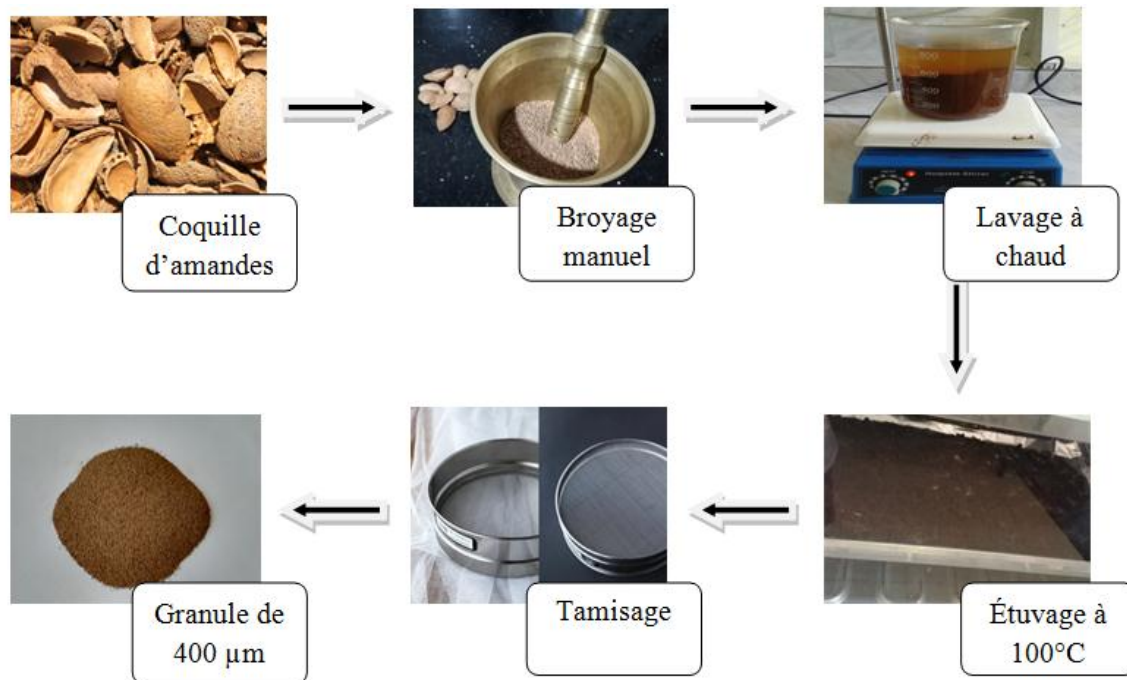 Coquille
d'amandes
Broyage
manuel
Lavage à
chaud
Étuvage à
100°C
Tamisage
Granule de
400 µm